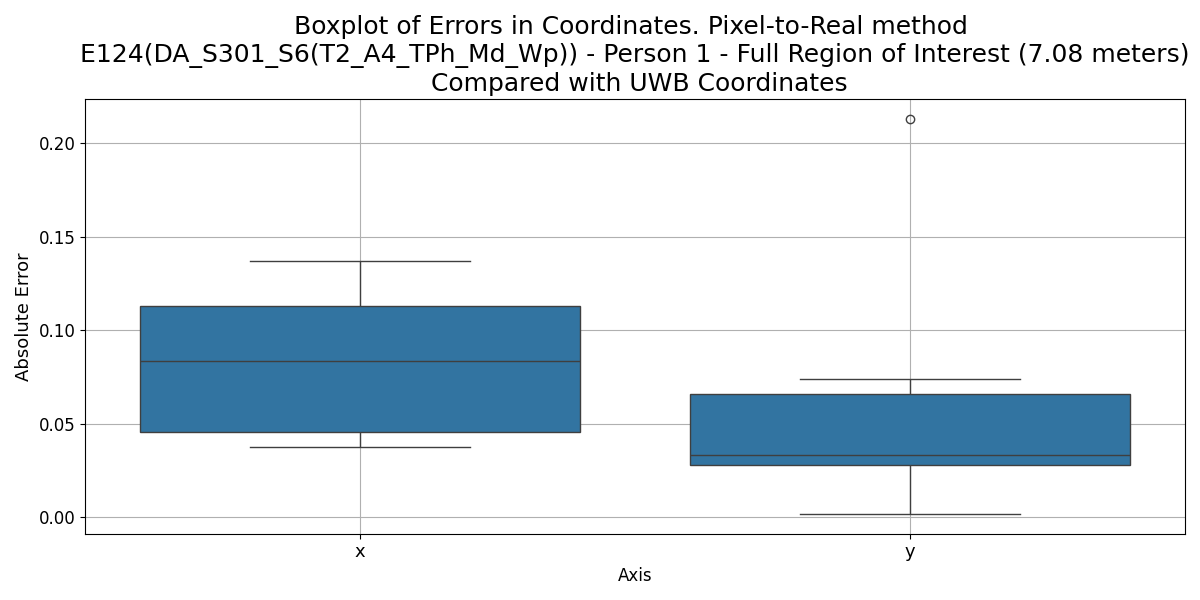 Boxplot of Errors in Coordinates. Pixel-to-Real method
E124(DA_S301_S6(T2_A4_TPh_Md_Wp)) - Person 1 - Full Region of Interest (7.08 meters)
Compared with UWB Coordinates
Absolute Error
0.20
0.15
0.10
0.05
0.00
x
y
Axis